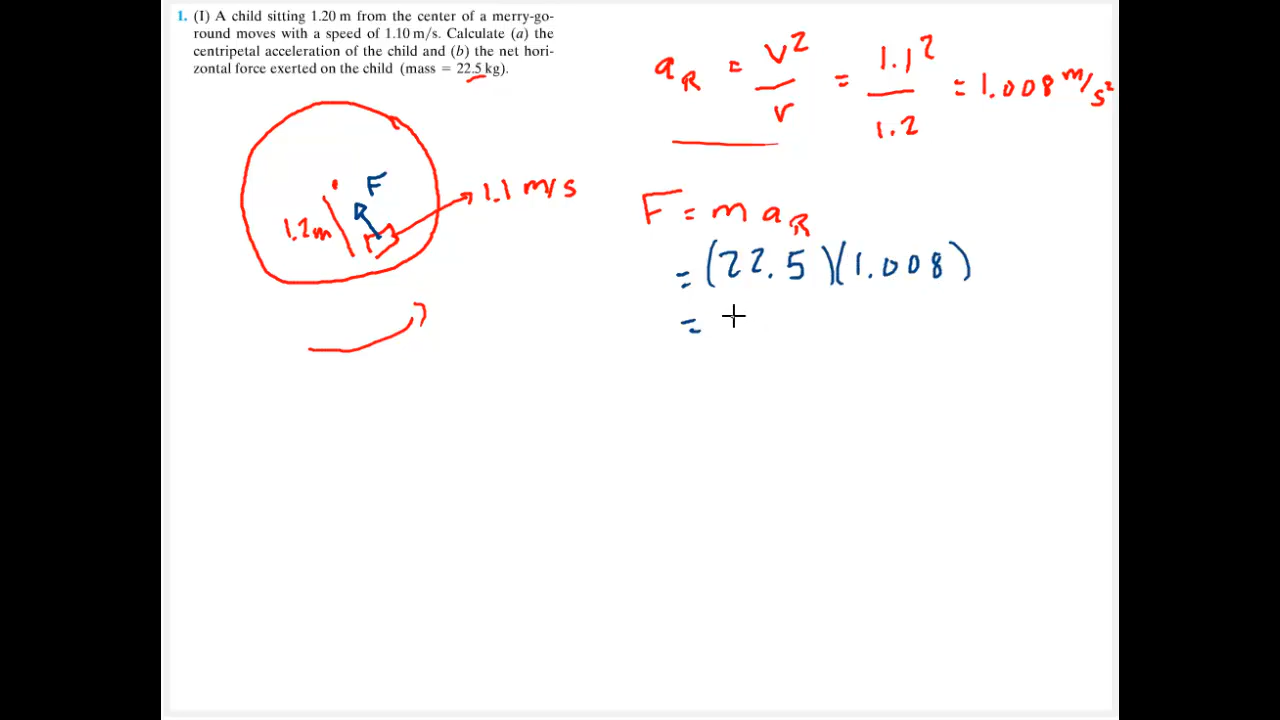 1. (I) A child sitting 1.20 m from the center of a merry-go-
round moves with a speed of 1.10 m/s. Calculate (a) the
centripetal acceleration of the child and (b) the net hori-
zontal force exerted on the child (mass = 22.5 kg).
a_R = v²/r = 1.1²/1.2 = 1.008 m/s²
F
1.1 m/s
1.2m
F = m a_R
= (22.5)(1.008)
=